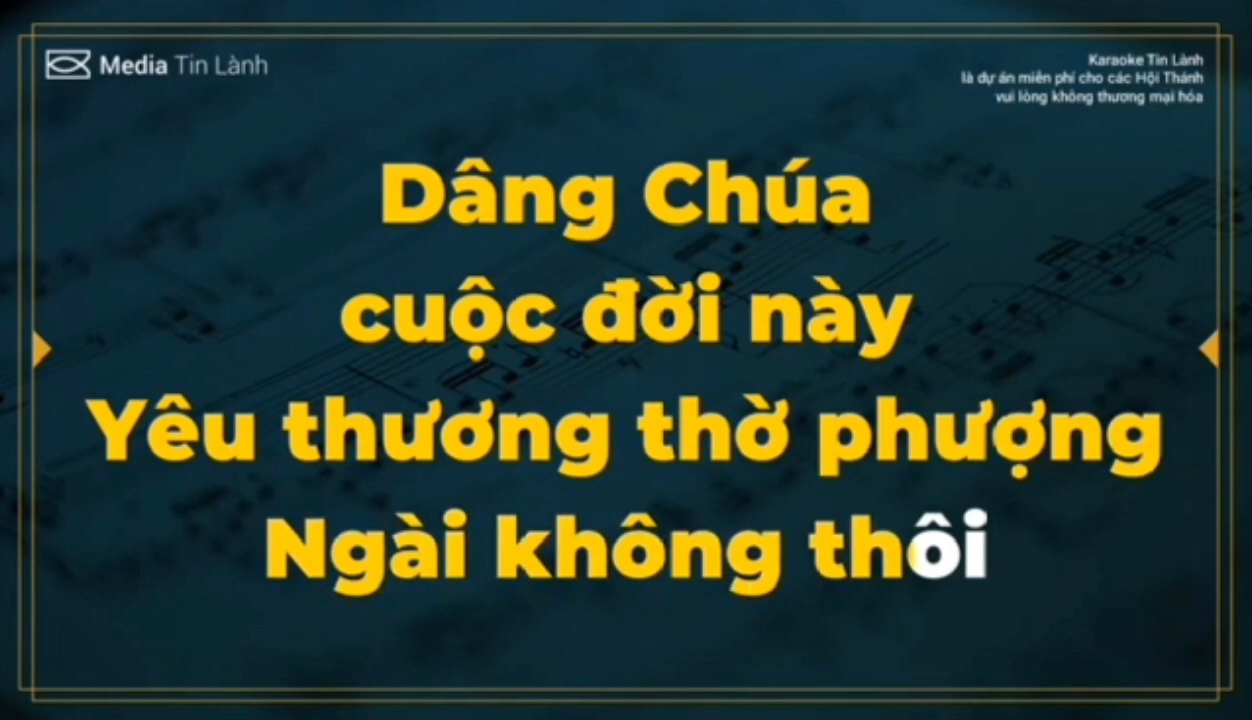 Media Tin Lành
Karaoke Tin Lành
là dự án miễn phí cho các Hội Thánh
vui lòng không thương mại hóa
Dâng Chúa
cuộc đời này
Yêu thương thờ phượng
Ngài không thôi